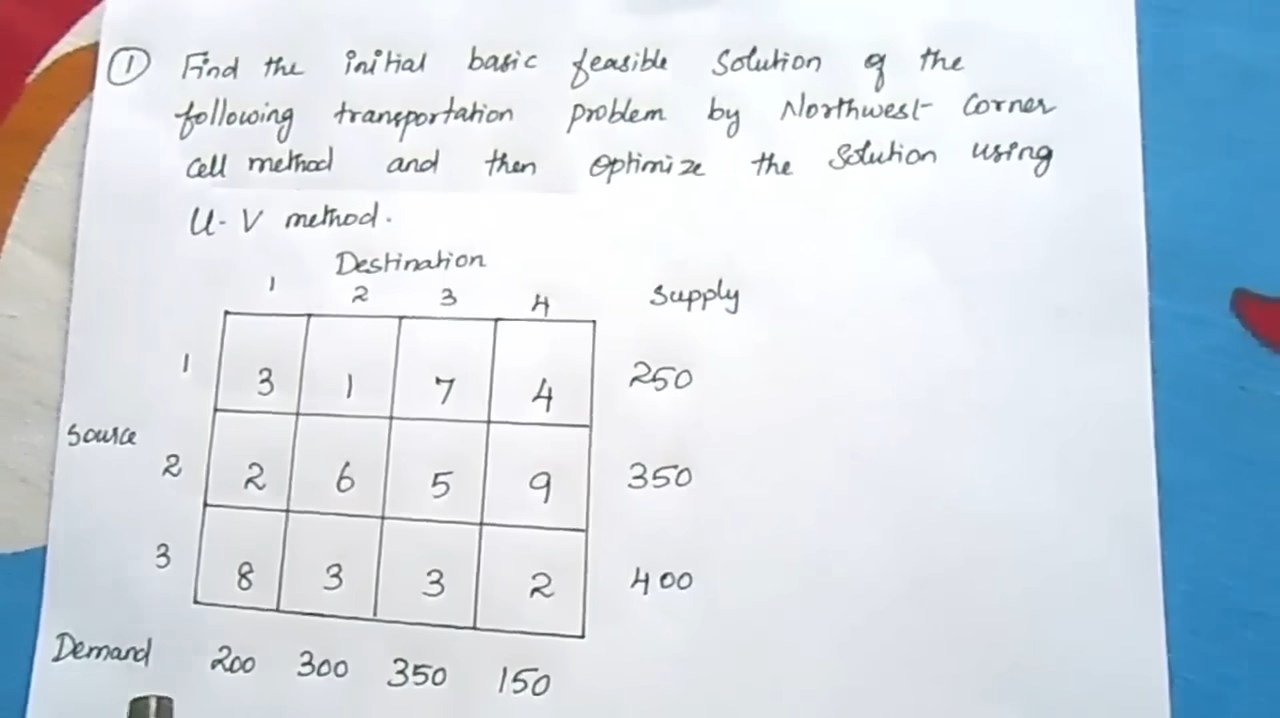 ① Find the initial basic feasible Solution of the
following transportation problem by Northwest Corner
Cell method and then Optimize the Solution using
U-V method.
Destination
1 2 3 4 Supply
1 3 1 7 4 250
Source
2 2 6 5 9 350
3 8 3 3 2 400
Demand 200 300 350 150